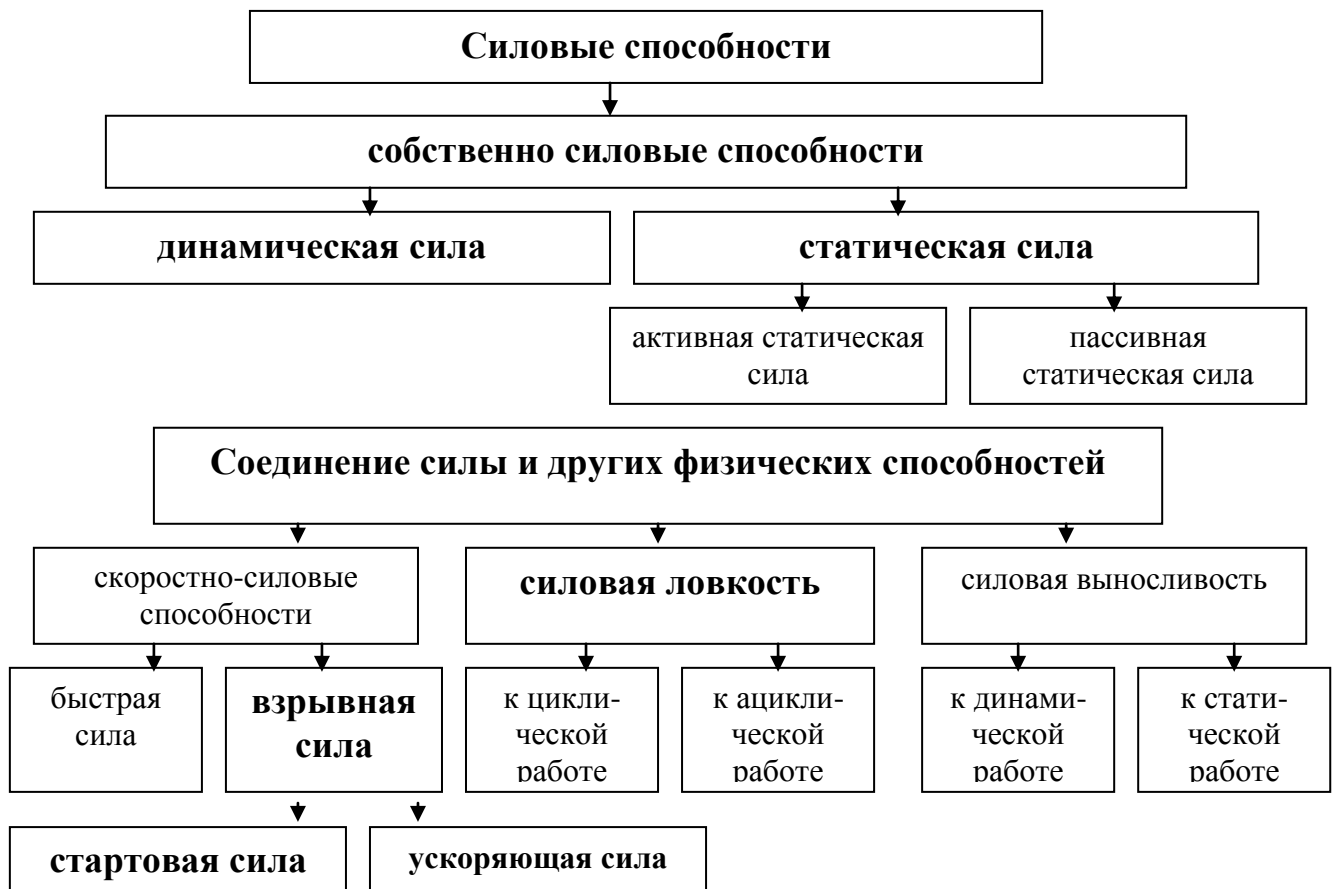 Силовые способности
собственно силовые способности
динамическая сила
статическая сила
активная статическая
сила
пассивная
статическая сила
Соединение силы и других физических способностей
скоростно-силовые
способности
силовая ловкость
силовая выносливость
быстрая
сила
взрывная
сила
к цикли-
ческой
работе
к ацикли-
ческой
работе
к динами-
ческой
работе
к стати-
ческой
работе
стартовая сила
ускоряющая сила